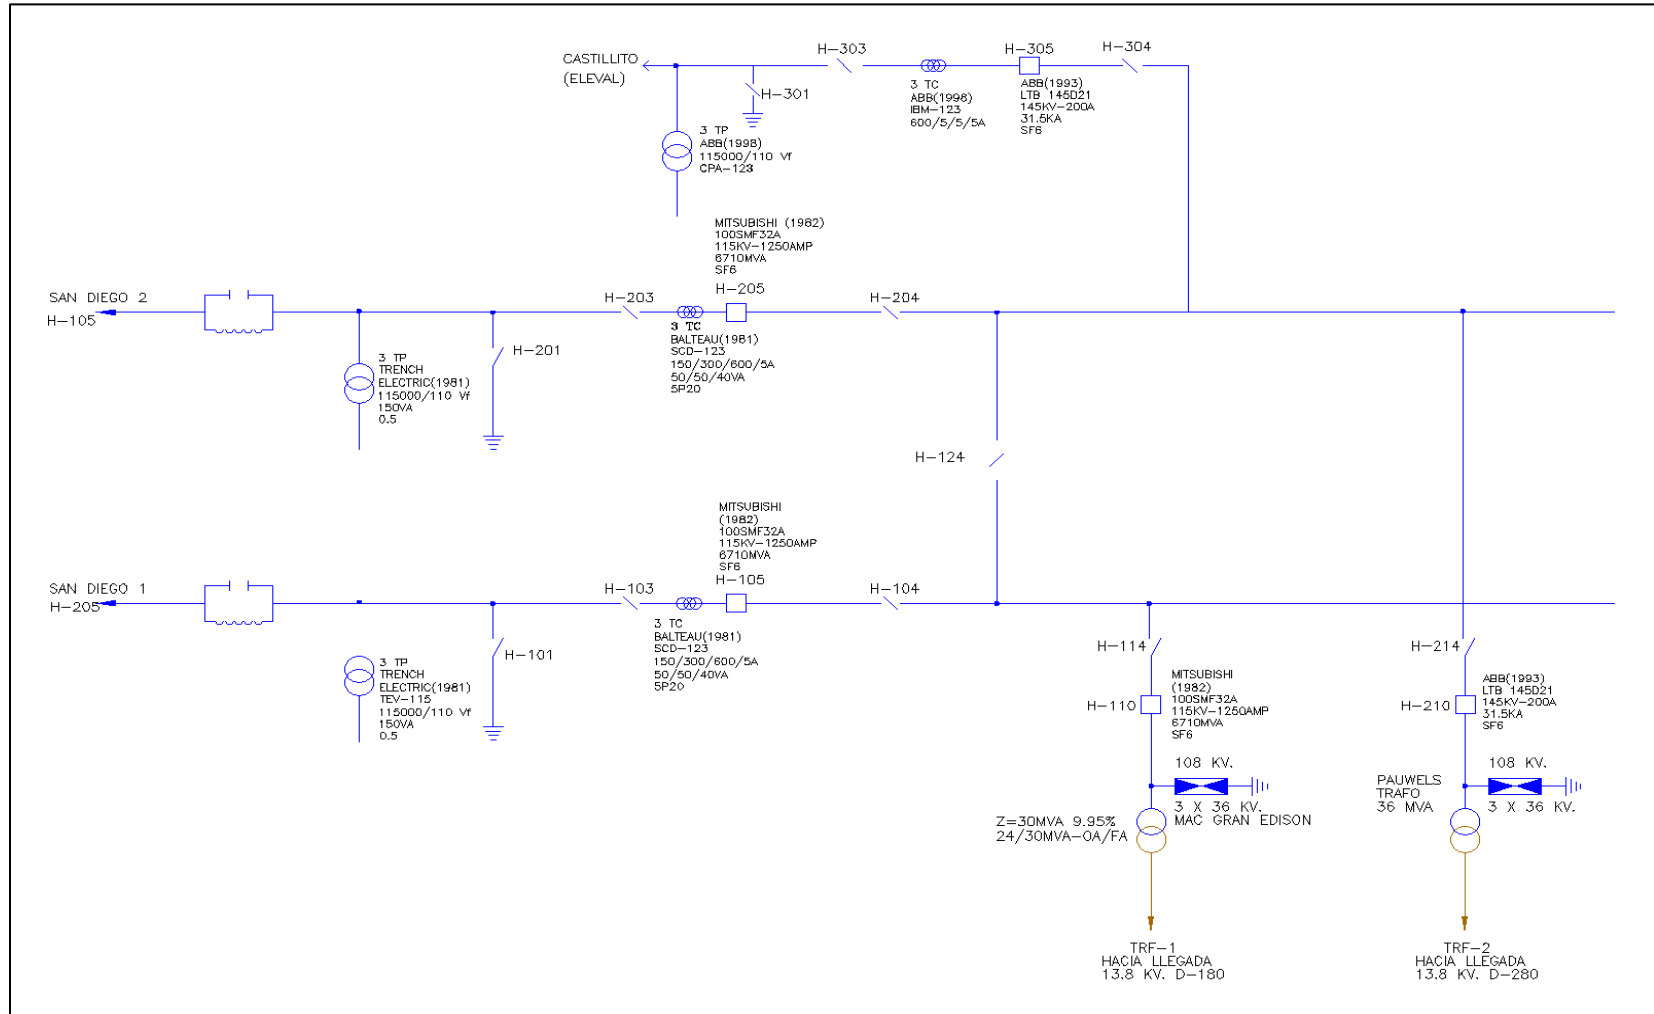 CASTILLITO
(ELEVAL)
H-303
H-305
H-304
H-301
3 TC
ABB(1998)
IBM-123
600/5/5/5A
ABB(1993)
LTB 145D21
145KV-200A
31.5KA
SF6
3 TP
ABB(1998)
115000/110 Vf
CPA-123
MITSUBISHI (1982)
100SMF32A
115KV-1250AMP
6710MVA
SF6
SAN DIEGO 2
H-105
H-203
H-205
H-204
H-201
3 TC
BALTEAU(1981)
SCD-123
150/300/600/5A
50/50/40VA
5P20
3 TP
TRENCH
ELECTRIC(1981)
115000/110 Vf
150VA
0.5
H-124
MITSUBISHI
(1982)
100SMF32A
115KV-1250AMP
6710MVA
SF6
SAN DIEGO 1
H-205
H-103
H-105
H-104
H-101
3 TC
BALTEAU(1981)
SCD-123
150/300/600/5A
50/50/40VA
5P20
3 TP
TRENCH
ELECTRIC(1981)
TEV-115
115000/110 Vf
150VA
0.5
H-114
H-214
MITSUBISHI
(1982)
100SMF32A
115KV-1250AMP
6710MVA
SF6
H-110
ABB(1993)
LTB 145D21
145KV-200A
31.5KA
SF6
H-210
108 KV.
3 X 36 KV.
MAC GRAN EDISON
Z=30MVA 9.95%
24/30MVA-OA/FA
PAUWELS
TRAFO
36 MVA
108 KV.
3 X 36 KV.
TRF-1
HACIA LLEGADA
13.8 KV. D-180
TRF-2
HACIA LLEGADA
13.8 KV. D-280